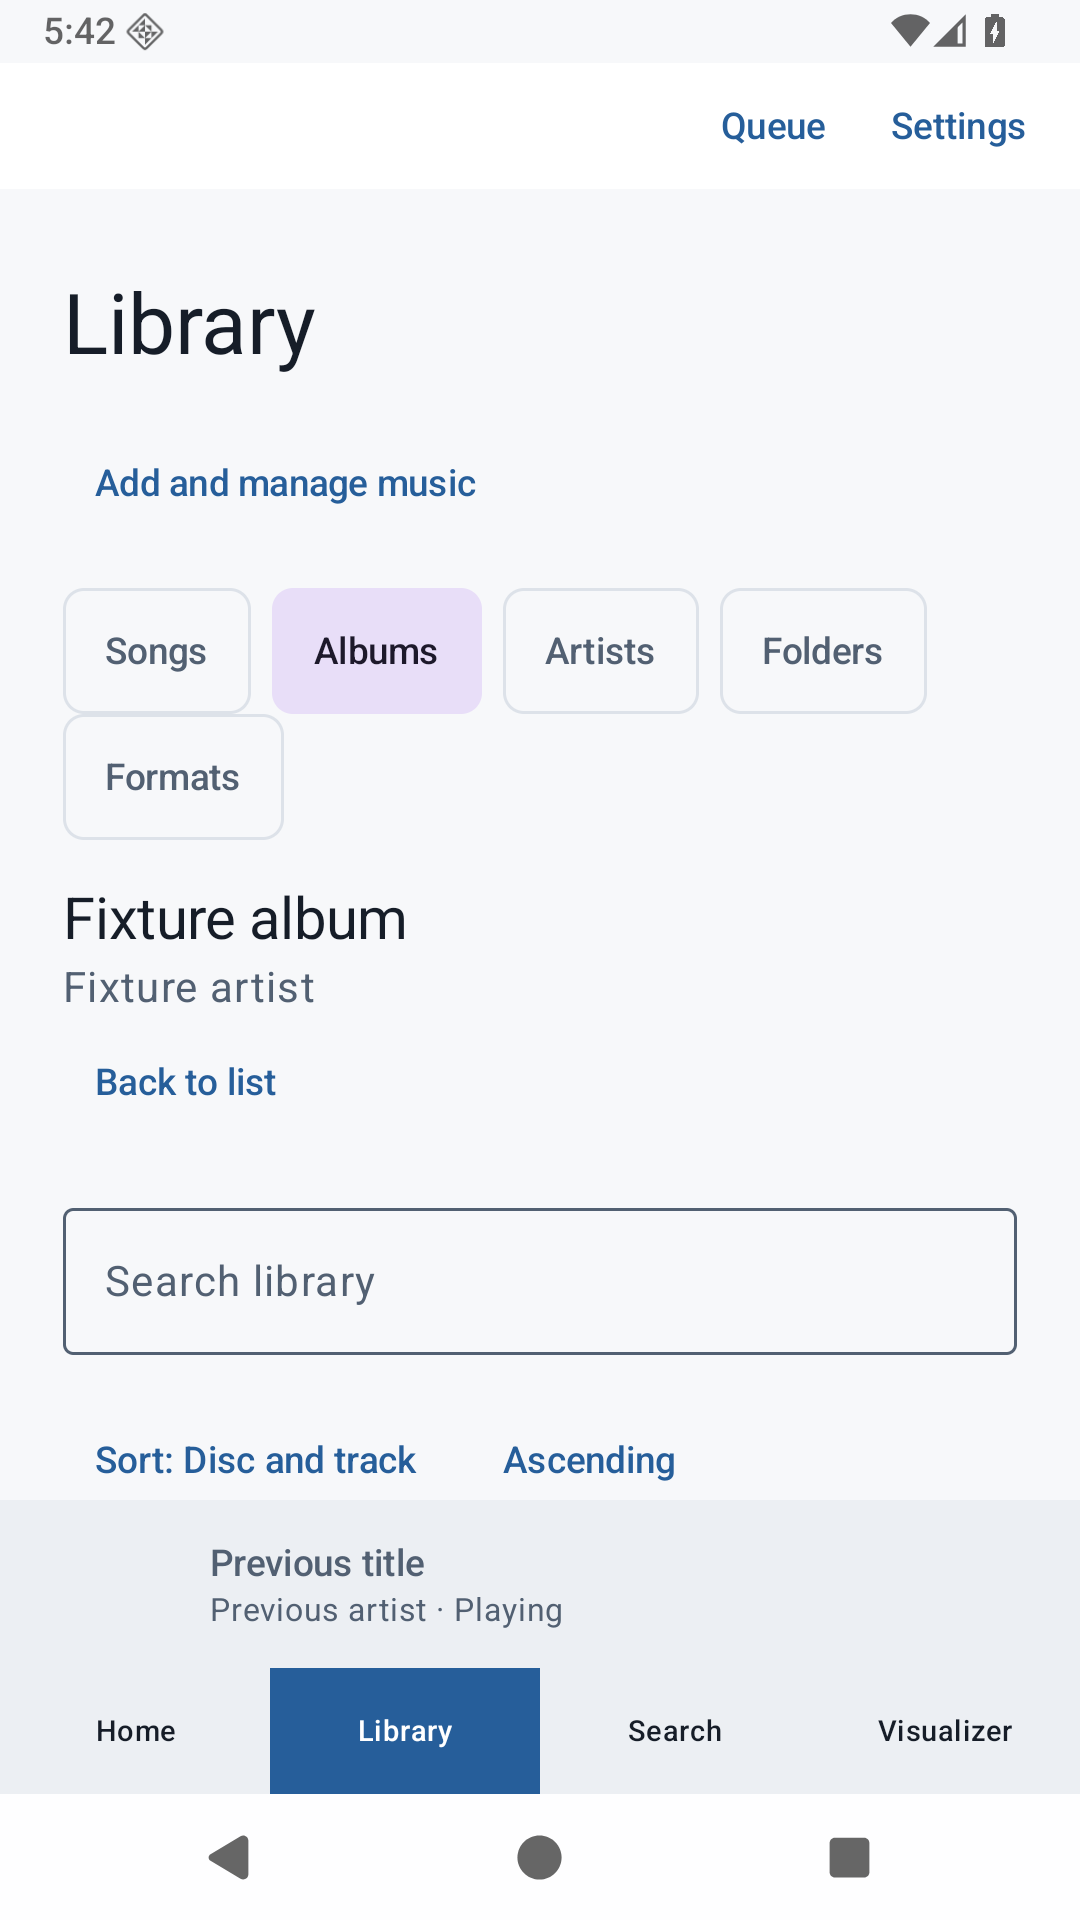 5:42
Queue Settings
Library
Add and manage music
Songs Albums Artists Folders
Formats
Fixture album
Fixture artist
Back to list
Search library
Sort: Disc and track Ascending
Previous title
Previous artist · Playing
Home Library Search Visualizer